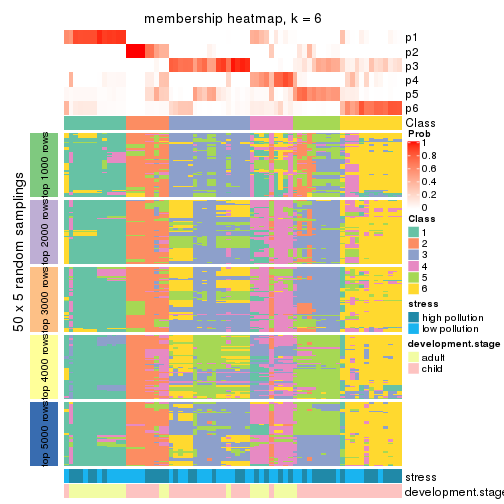 membership heatmap, k = 6
p1
p2
p3
p4
p5
p6
Class
Prob
1
0.8
0.6
0.4
0.2
0
Class
1
2
3
4
5
6
stress
high pollution
low pollution
development.stage
adult
child
50 x 5 random samplings
top 1000 rows
top 2000 rows
top 3000 rows
top 4000 rows
top 5000 rows
stress
development.stage